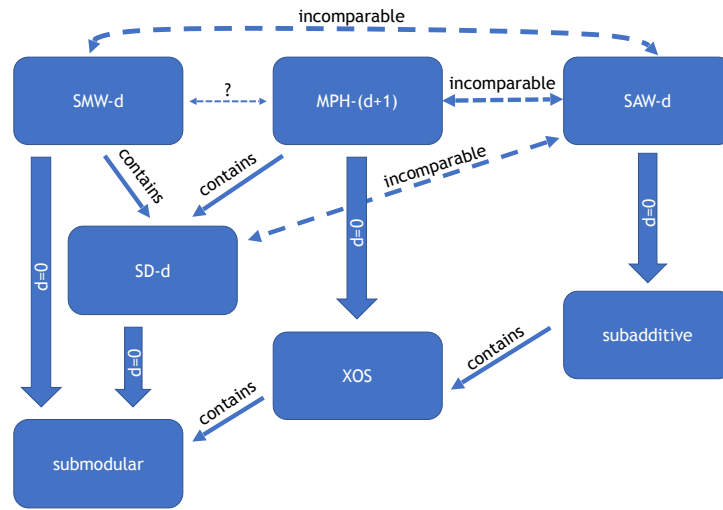 incomparable
SMW-d
?
MPH-(d+1)
incomparable
SAW-d
contains
contains
incomparable
d=0
d=0
d=0
SD-d
d=0
subadditive
XOS
contains
contains
submodular